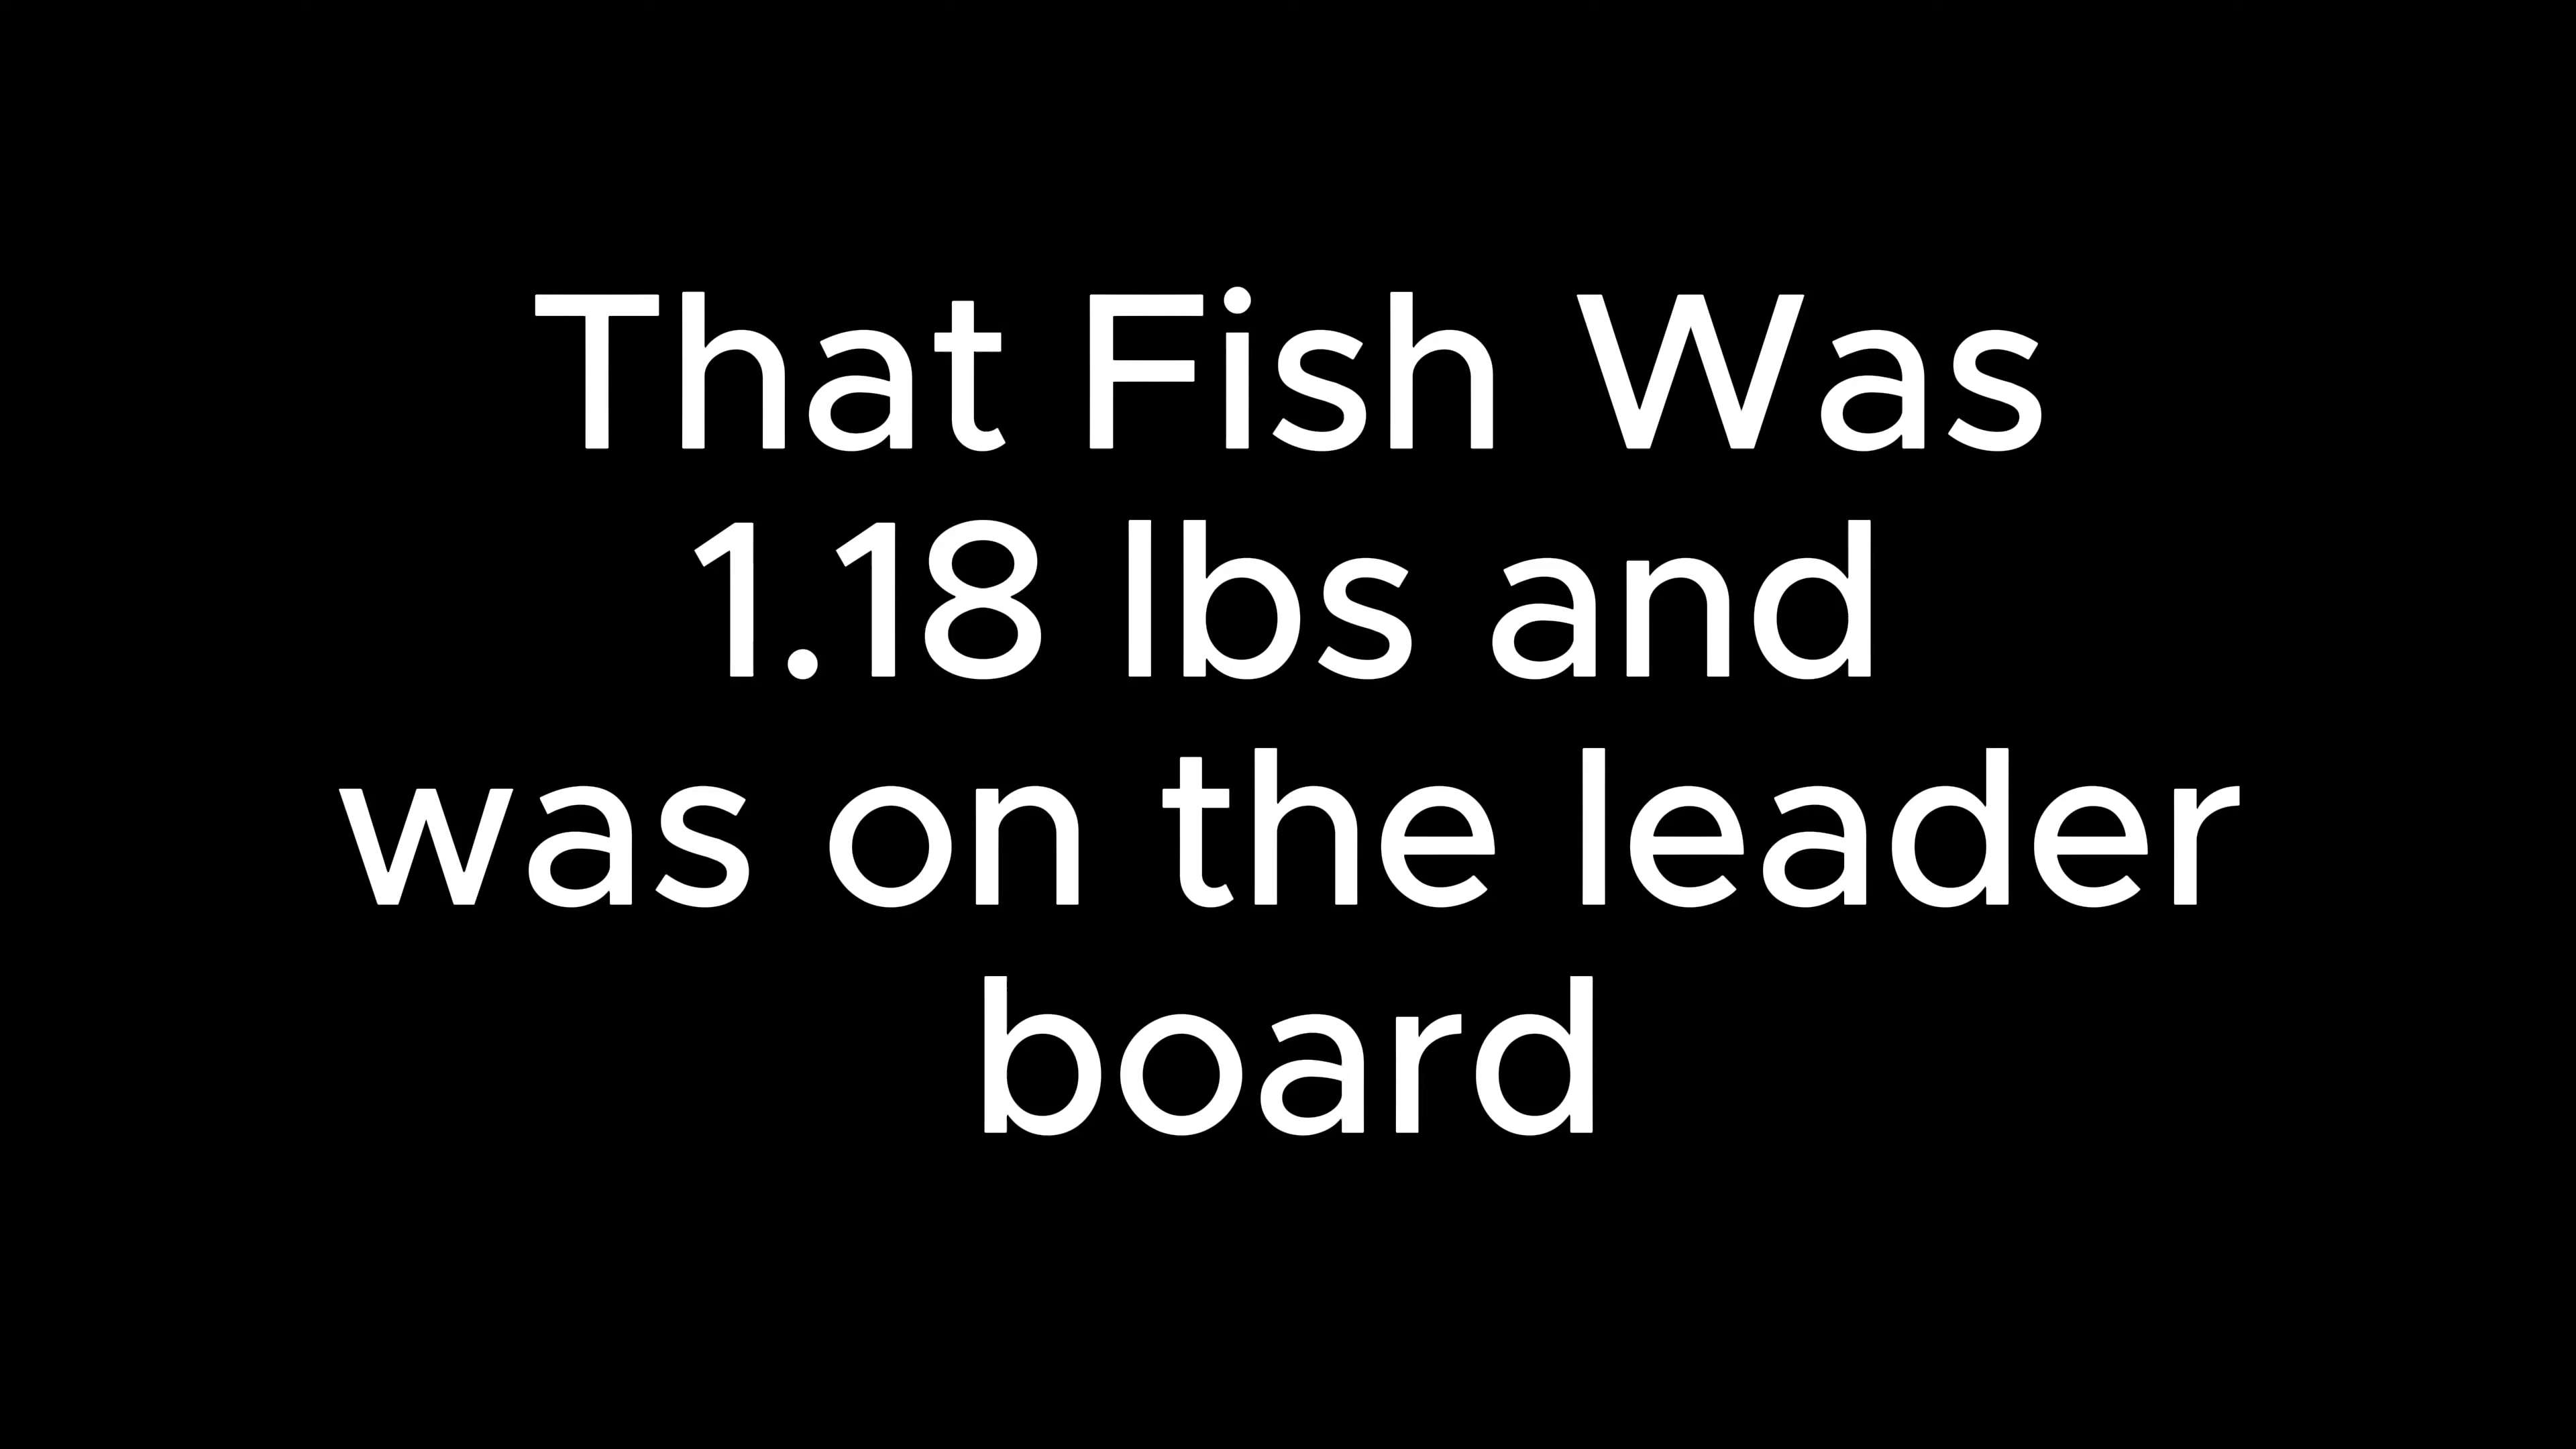 That Fish Was
1.18 lbs and
was on the leader
board